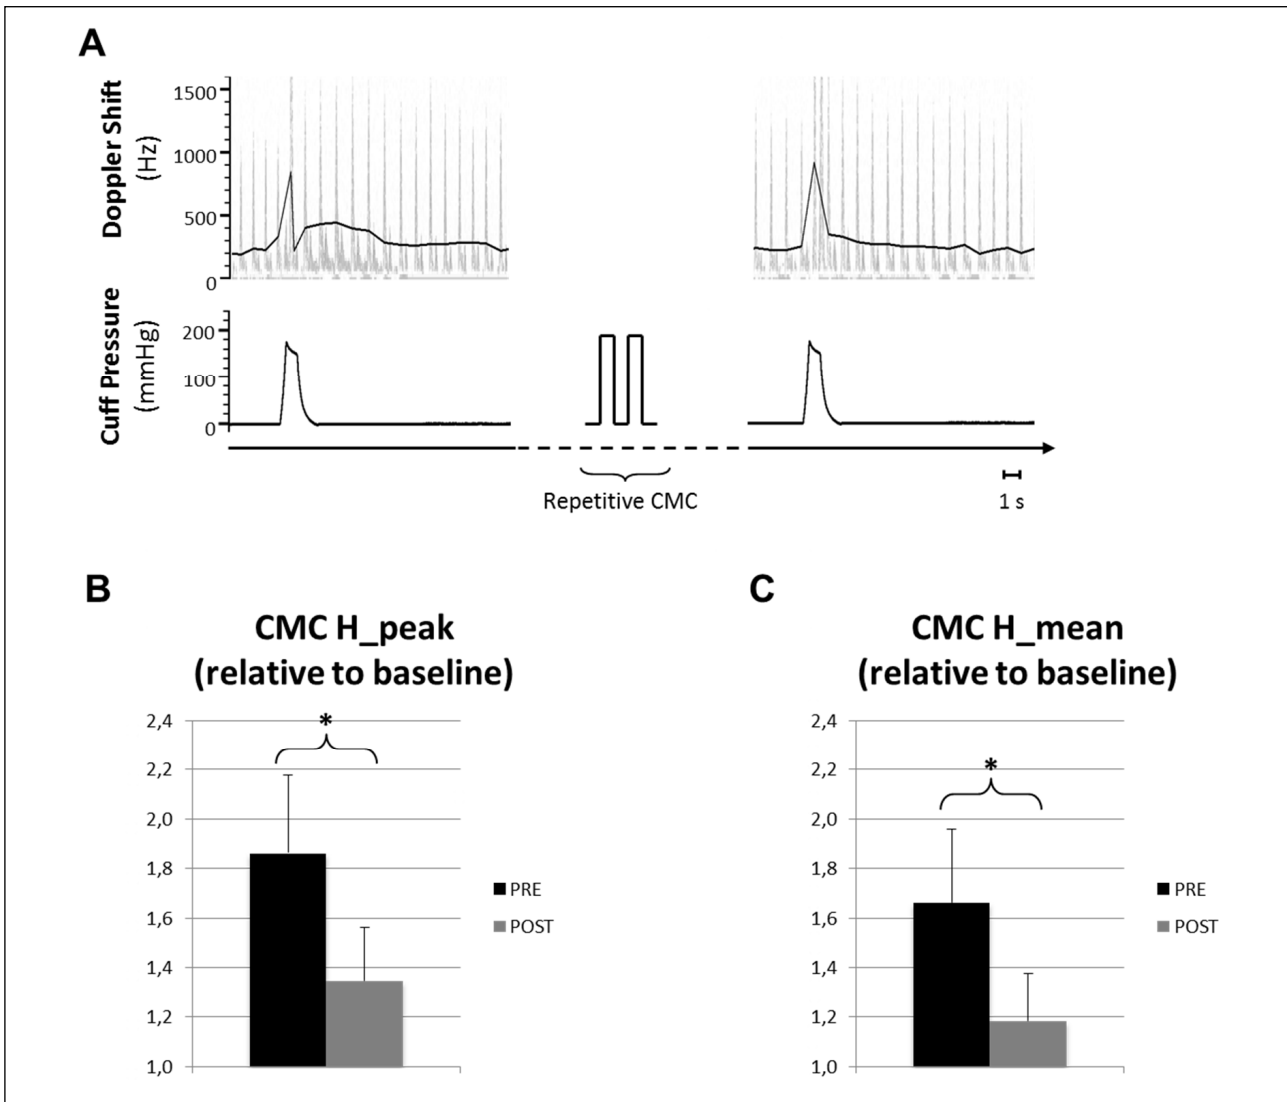 A
Doppler Shift
(Hz)
1500
1000
500
0
Cuff Pressure
(mmHg)
200
100
0
Repetitive CMC
1 s
B
CMC H_peak
(relative to baseline)
2,4
2,2
2,0
1,8
1,6
1,4
1,2
1,0
*
PRE
POST
C
CMC H_mean
(relative to baseline)
2,4
2,2
2,0
1,8
1,6
1,4
1,2
1,0
*
PRE
POST